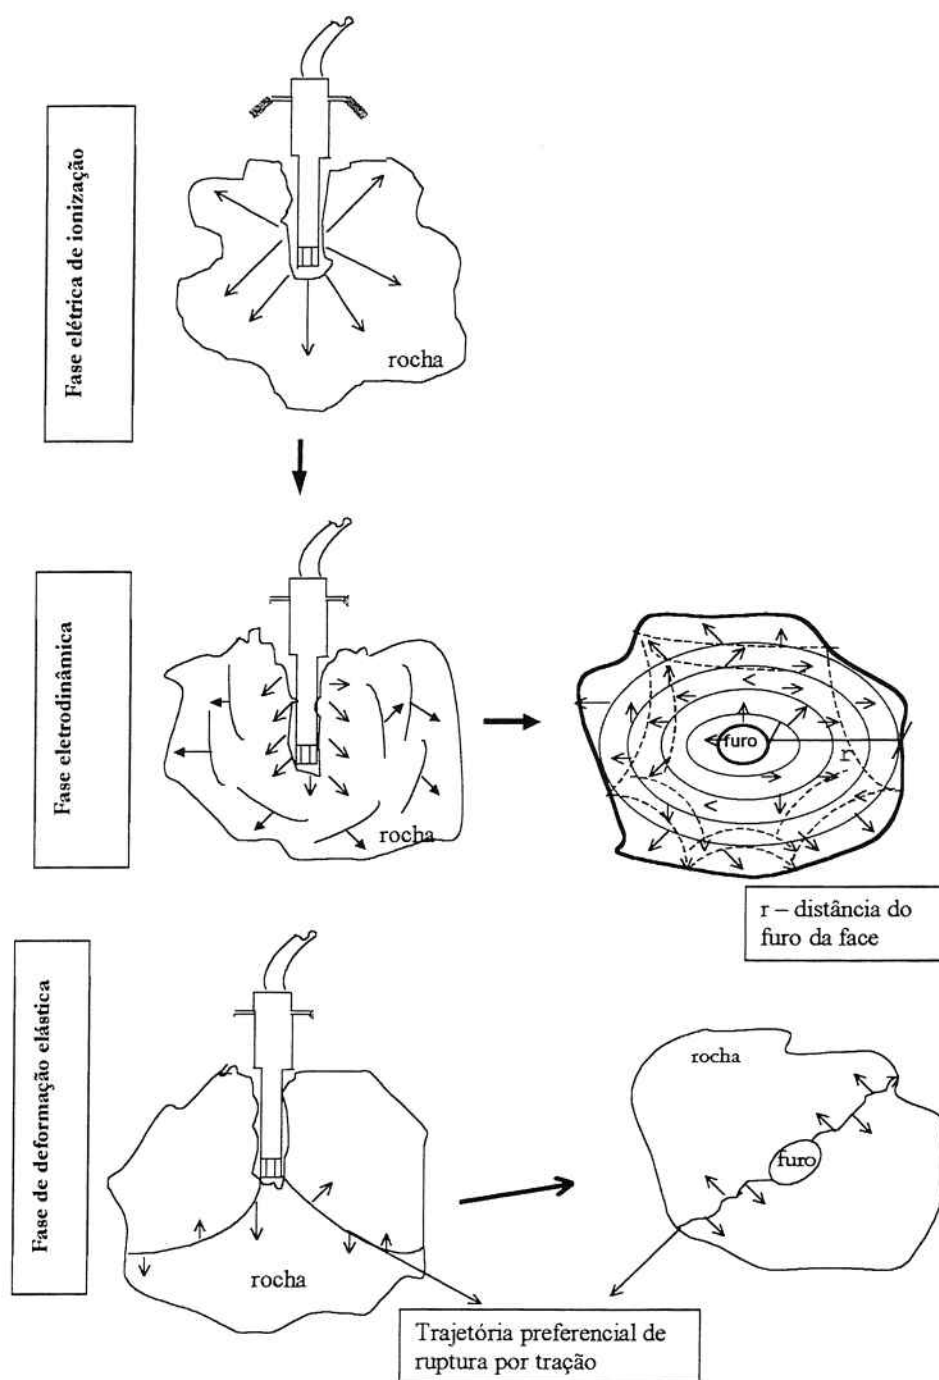 Fase elétrica de ionização
rocha
Fase eletrodinâmica
rocha
furo
r
r – distância do
furo da face
Fase de deformação elástica
rocha
rocha
furo
Trajetória preferencial de
ruptura por tração